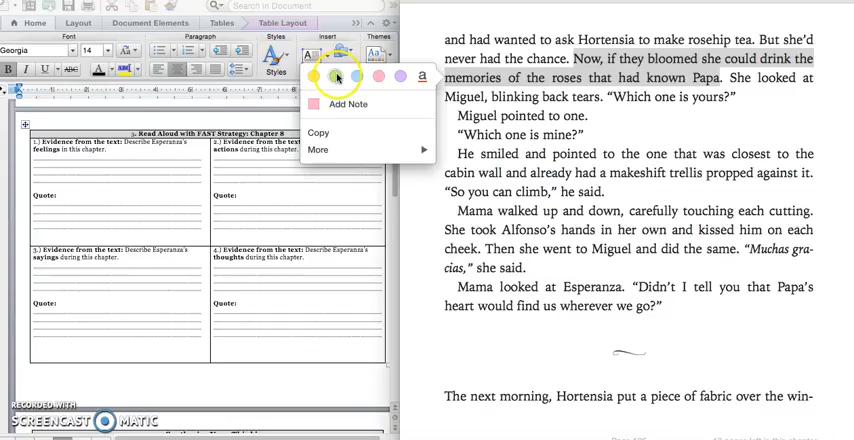 Search in Document
Home Layout Document Elements Tables Table Layout
Font Paragraph Styles Insert Themes
Georgia 14 Aa Styles Themes
B I U ABC A ABC
a
Add Note
Copy
More
3. Read Aloud with FAST Strategy: Chapter 8
1.) Evidence from the text: Describe Esperanza's
feelings in this chapter.
Quote:
2.) Evidence from the text: Describe
actions during this chapter.
Quote:
3.) Evidence from the text: Describe Esperanza's
sayings during this chapter.
Quote:
4.) Evidence from the text: Describe Esperanza's
thoughts during this chapter.
Quote:
RECORDED WITH
SCREENCAST MATIC
and had wanted to ask Hortensia to make rosehip tea. But she'd
never had the chance. Now, if they bloomed she could drink the
memories of the roses that had known Papa. She looked at
Miguel, blinking back tears. "Which one is yours?"
Miguel pointed to one.
"Which one is mine?"
He smiled and pointed to the one that was closest to the
cabin wall and already had a makeshift trellis propped against it.
"So you can climb," he said.
Mama walked up and down, carefully touching each cutting.
She took Alfonso's hands in her own and kissed him on each
cheek. Then she went to Miguel and did the same. "Muchas gra-
cias," she said.
Mama looked at Esperanza. "Didn't I tell you that Papa's
heart would find us wherever we go?"
The next morning, Hortensia put a piece of fabric over the win-